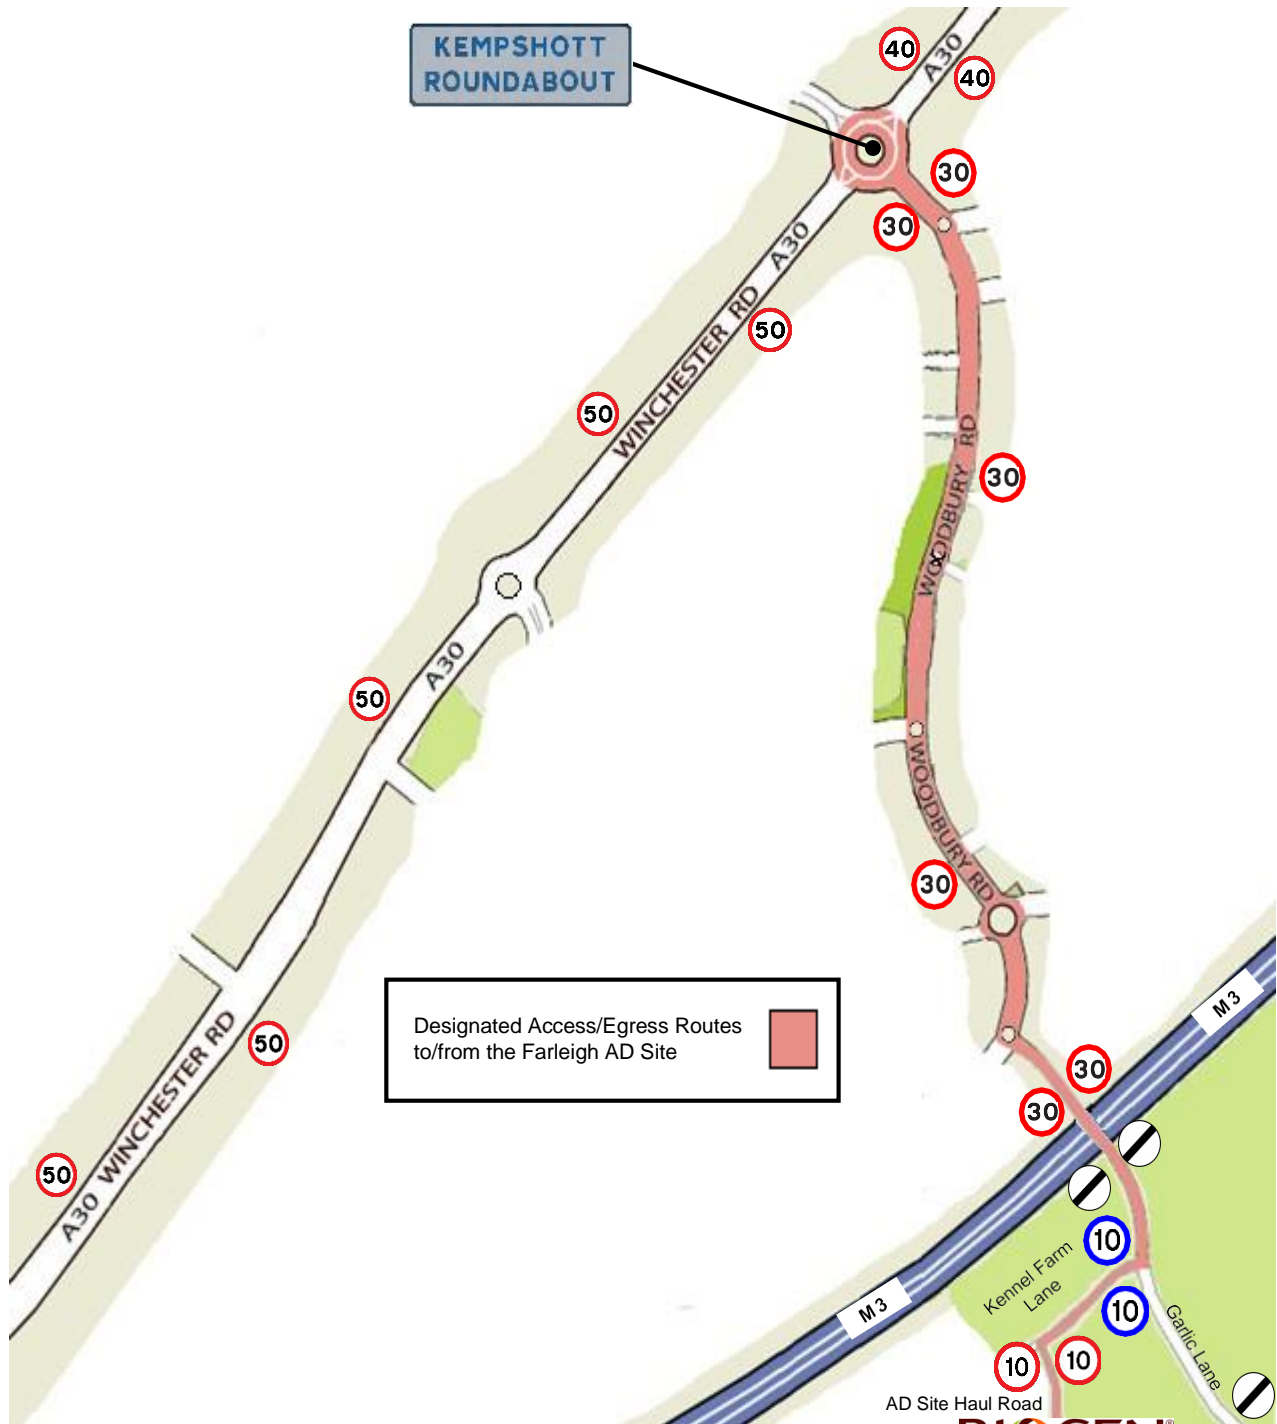 KEMPSHOTT
ROUNDABOUT
40
A30
40
30
30
A30
WINCHESTER RD
50
50
WOODBURY RD
30
A30
50
WOODBURY RD
30
M3
Designated Access/Egress Routes
to/from the Farleigh AD Site
A30 WINCHESTER RD
50
50
30
30
10
Kennel Farm
Lane
M3
10
Garlic Lane
10
10
AD Site Haul Road